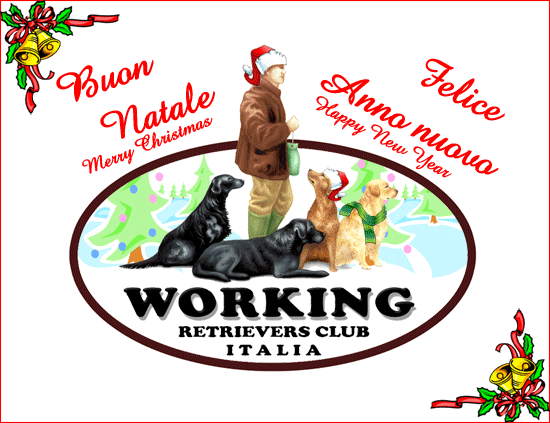 Buon
Natale
Merry Christmas
Felice
Anno nuovo
Happy New Year
WORKING
RETRIEVERS CLUB
ITALIA